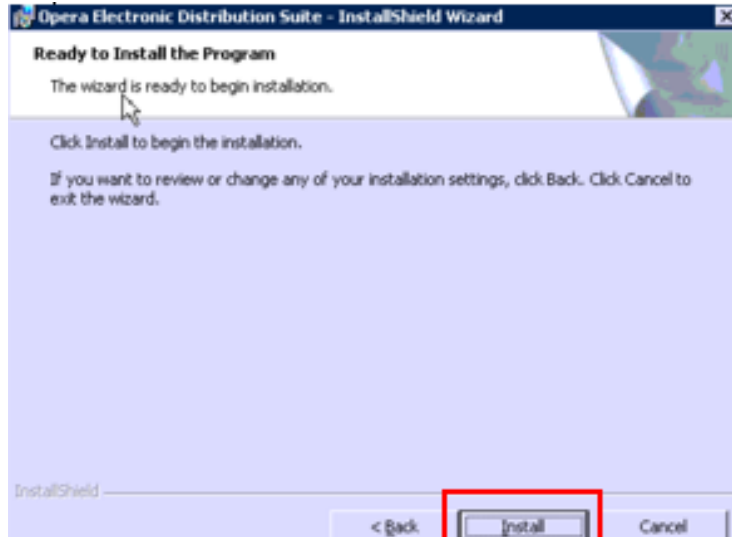 Opera Electronic Distribution Suite - InstallShield Wizard
Ready to Install the Program
The wizard is ready to begin installation.
Click Install to begin the installation.
If you want to review or change any of your installation settings, click Back. Click Cancel to
exit the wizard.
InstallShield
< Back Install Cancel